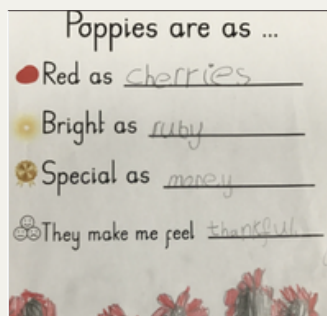 Poppies are as ...
Red as cherries
Bright as ruby
Special as money
They make me feel thankful.